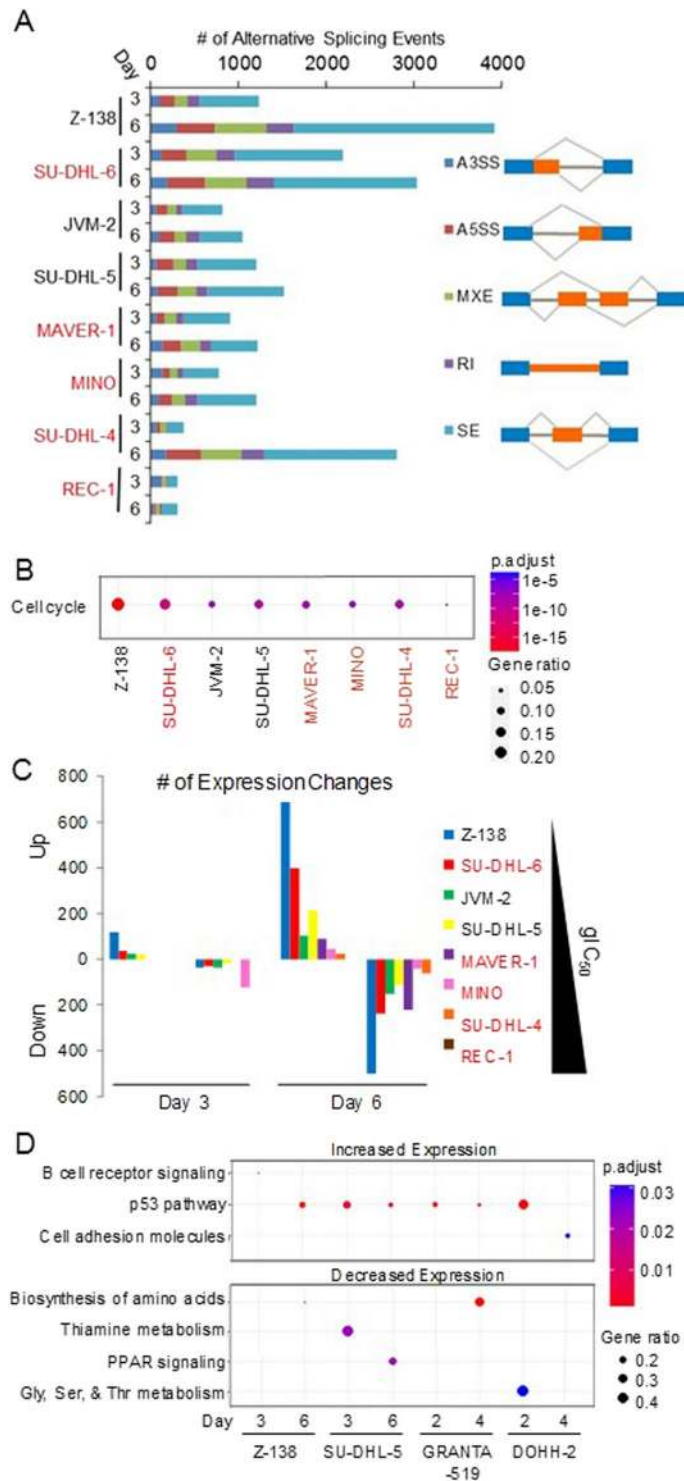 A
# of Alternative Splicing Events
Day
0 1000 2000 3000 4000
Z-138 3
6
SU-DHL-6 3
6
JVM-2 3
6
SU-DHL-5 3
6
MAVER-1 3
6
MINO 3
6
SU-DHL-4 3
6
REC-1 3
6
A3SS
A5SS
MXE
RI
SE
B
Cell cycle
Z-138
SU-DHL-6
JVM-2
SU-DHL-5
MAVER-1
MINO
SU-DHL-4
REC-1
p.adjust
1e-5
1e-10
1e-15
Gene ratio
0.05
0.10
0.15
0.20
C
# of Expression Changes
Up
Down
800
600
400
200
0
200
400
600
Day 3 Day 6
Z-138
SU-DHL-6
JVM-2
SU-DHL-5
MAVER-1
MINO
SU-DHL-4
REC-1
gIC50
D
Increased Expression
B cell receptor signaling
p53 pathway
Cell adhesion molecules
Decreased Expression
Biosynthesis of amino acids
Thiamine metabolism
PPAR signaling
Gly, Ser, & Thr metabolism
Day 3 6 3 6 2 4 2 4
Z-138 SU-DHL-5 GRANTA DOHH-2
-519
p.adjust
0.03
0.02
0.01
Gene ratio
0.2
0.3
0.4